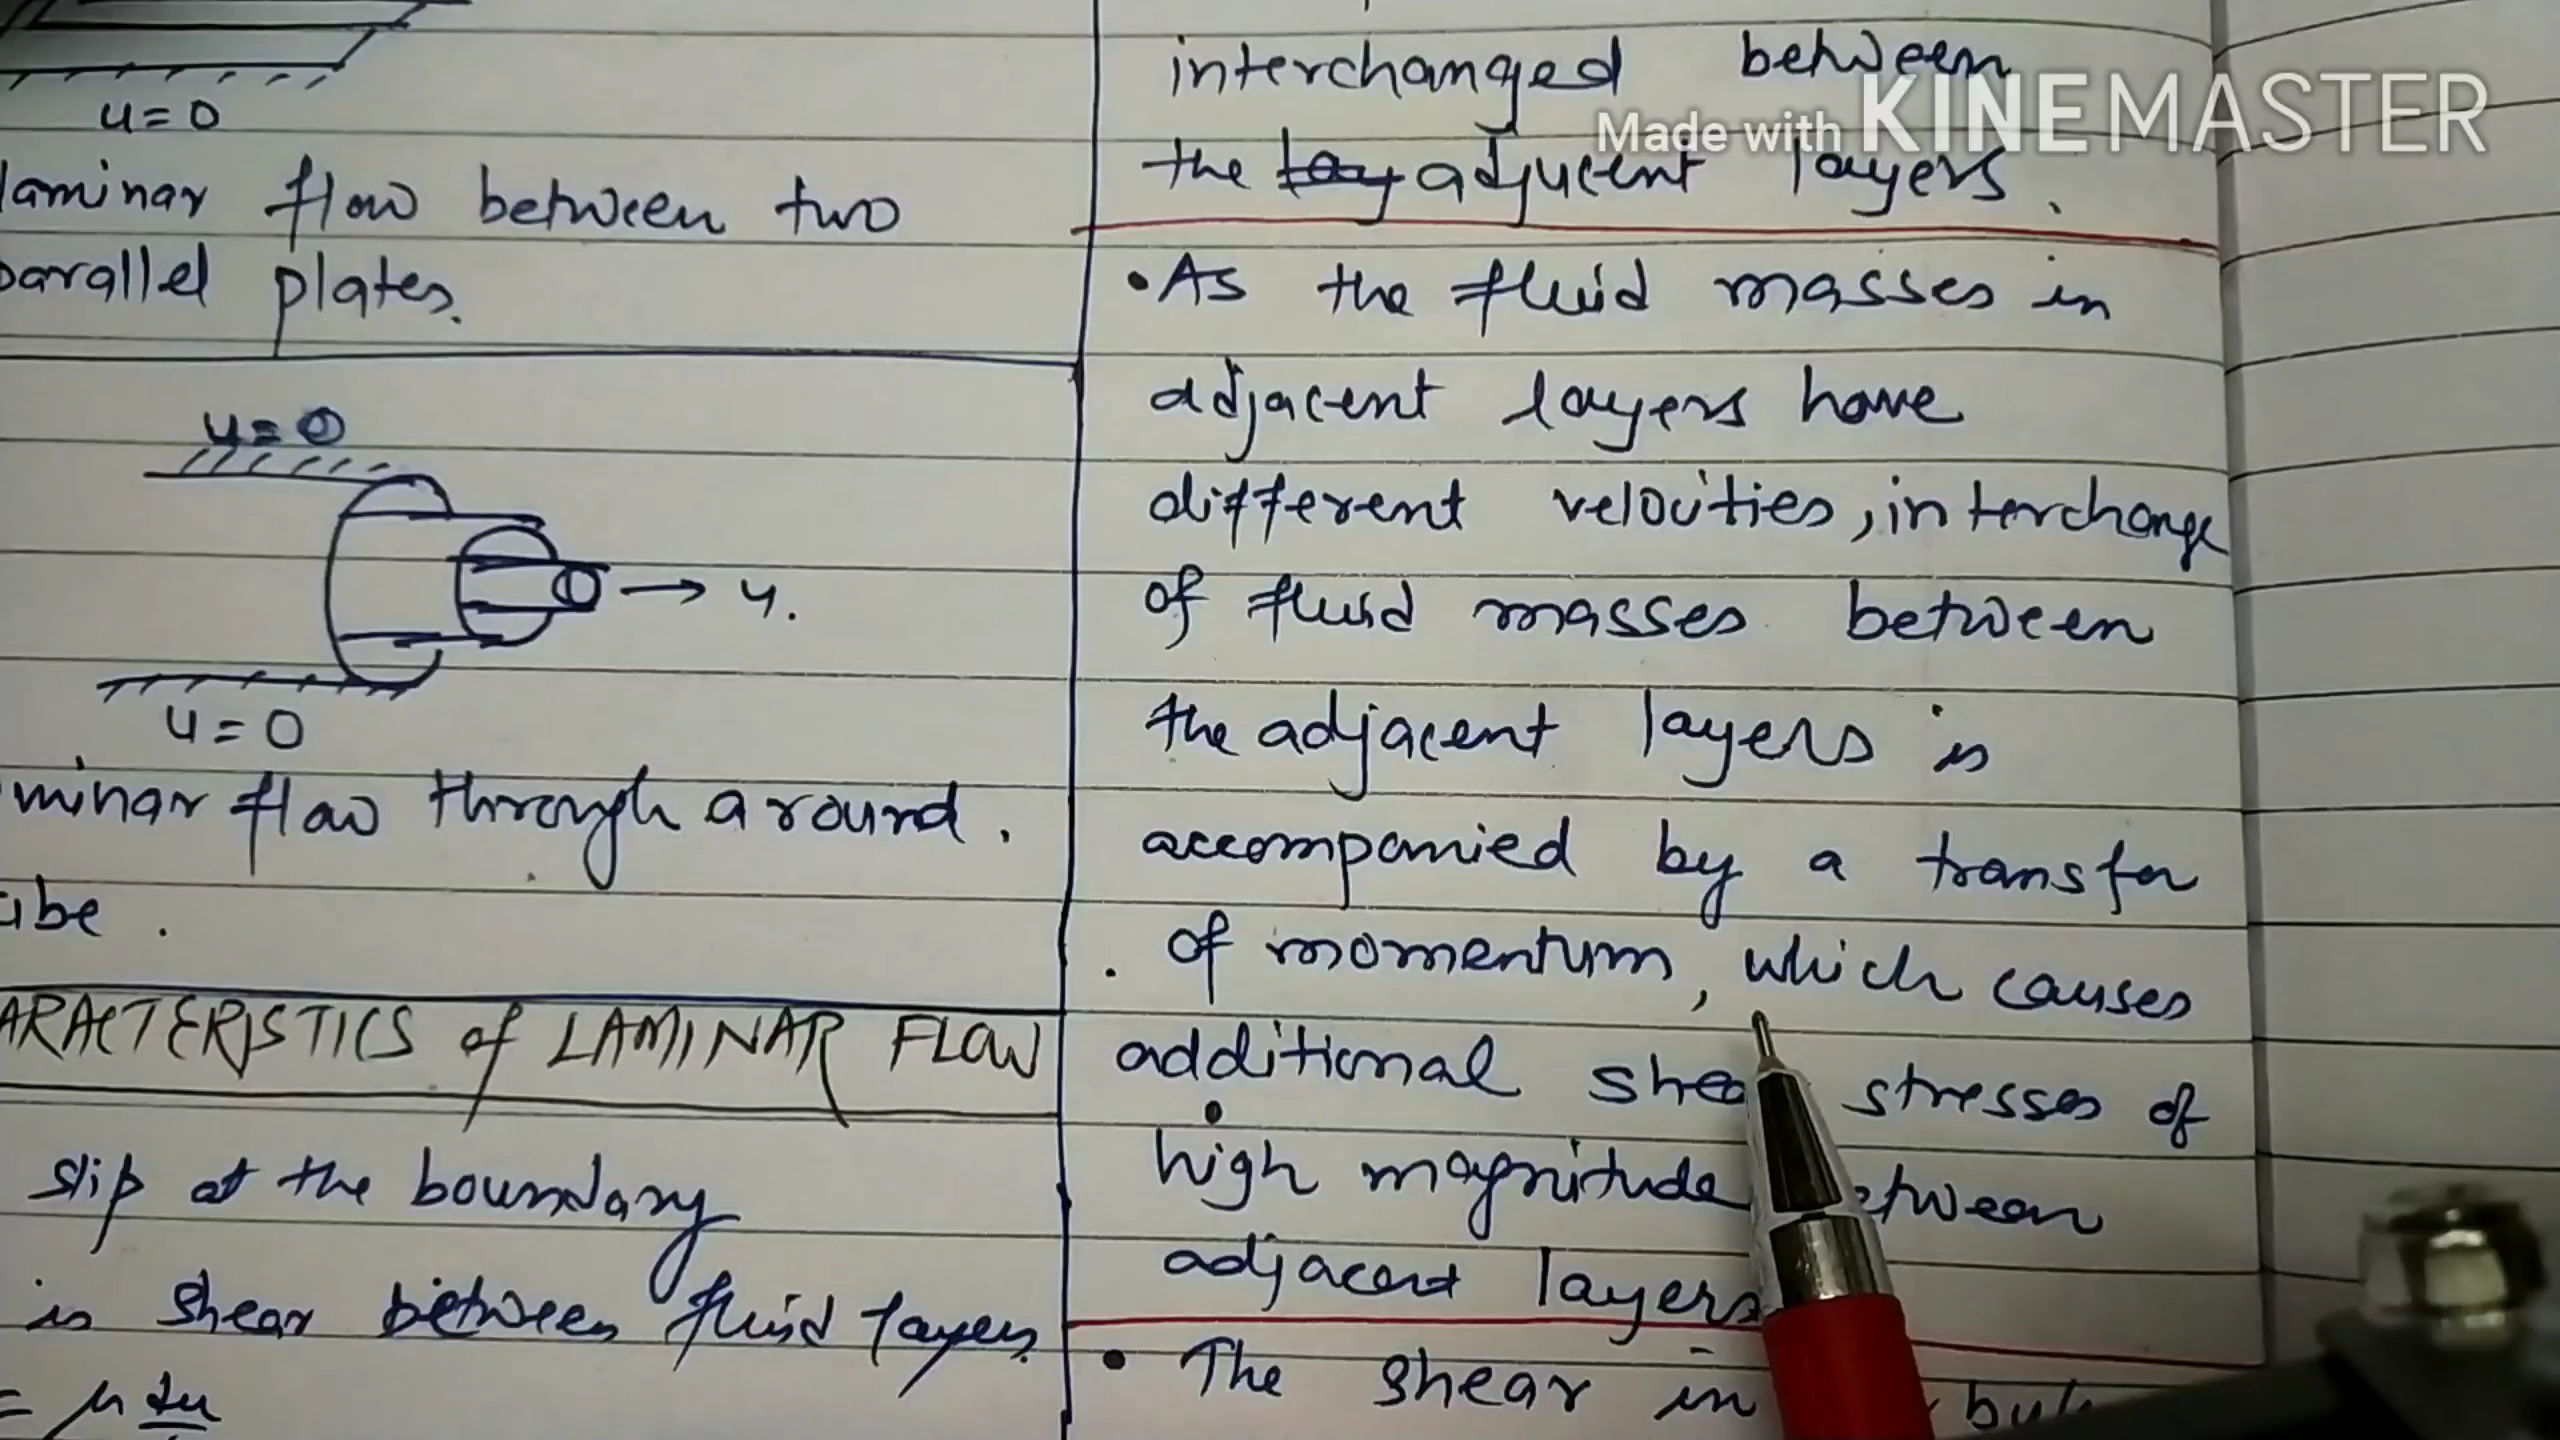 u=0
laminar flow between two
parallel plates.
u=0
u.
u=0
minar flow through a round.
ube.
ARACTERISTICS of LAMINAR FLOW
slip at the boundary
is shear between fluid layers.
= μ
interchanged between
Made with KINEMASTER
the adjucent layers.
• As the fluid masses in
adjacent layers have
different velocities, interchange
of fluid masses between
the adjacent layers is
accompanied by a transfer
of momentum, which causes
additional shea stresses of
high magnitude etween
adjacent layers
• The shear in